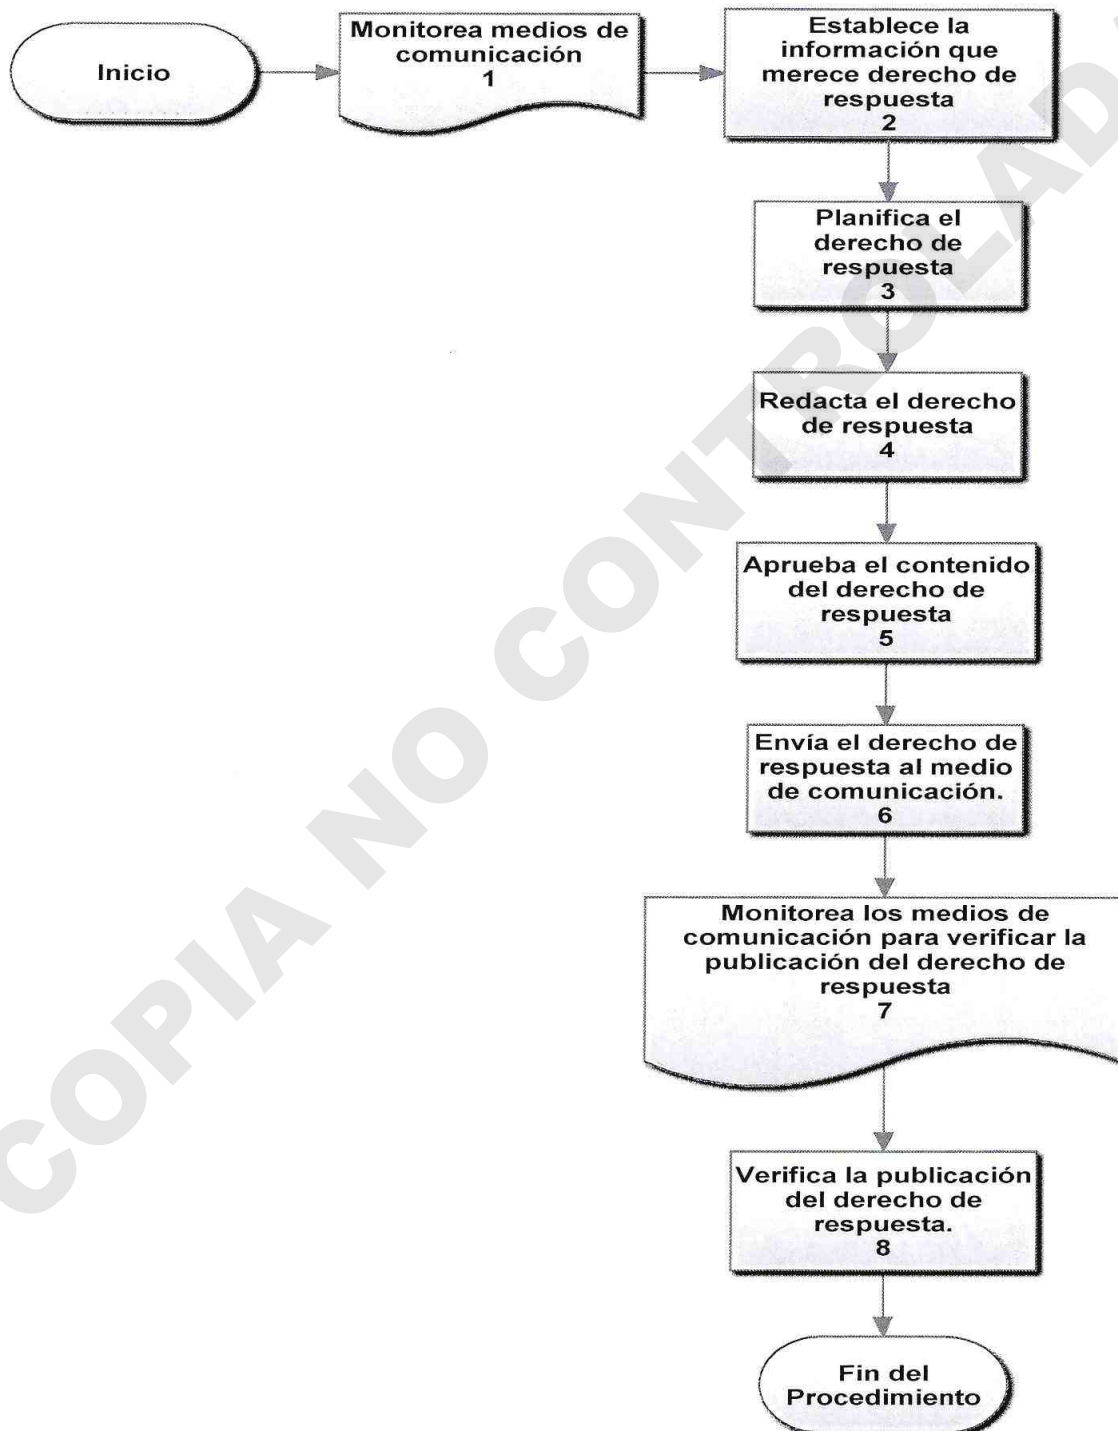 Inicio
Monitorea medios de
comunicación
1
Establece la
información que
merece derecho de
respuesta
2
Planifica el
derecho de
respuesta
3
Redacta el derecho
de respuesta
4
Aprueba el contenido
del derecho de
respuesta
5
Envía el derecho de
respuesta al medio
de comunicación.
6
Monitorea los medios de
comunicación para verificar la
publicación del derecho de
respuesta
7
Verifica la publicación
del derecho de
respuesta.
8
Fin del
Procedimiento
COPIA NO CONTROLAD